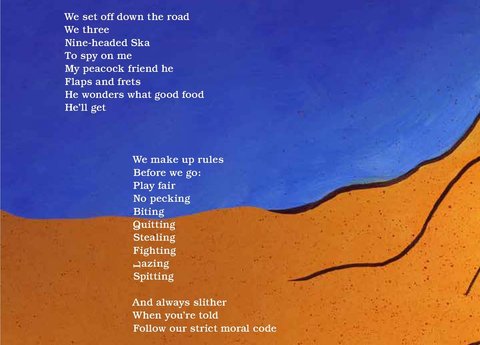 We set off down the road
We three
Nine-headed Ska
To spy on me
My peacock friend he
Flaps and frets
He wonders what good food
He'll get
We make up rules
Before we go:
Play fair
No pecking
Biting
Quitting
Stealing
Fighting
Spitting
And always slither
When you're told
Follow our strict moral code